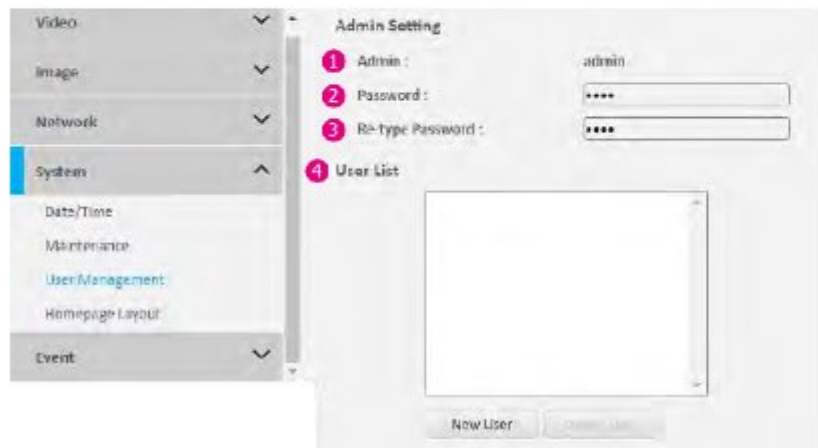 Video
Image
Network
System
Date/Time
Maintenance
User Management
Homepage Layout
Event
Admin Setting
1 Admin : admin
2 Password : ••••
3 Re-type Password : ••••
4 User List
New User